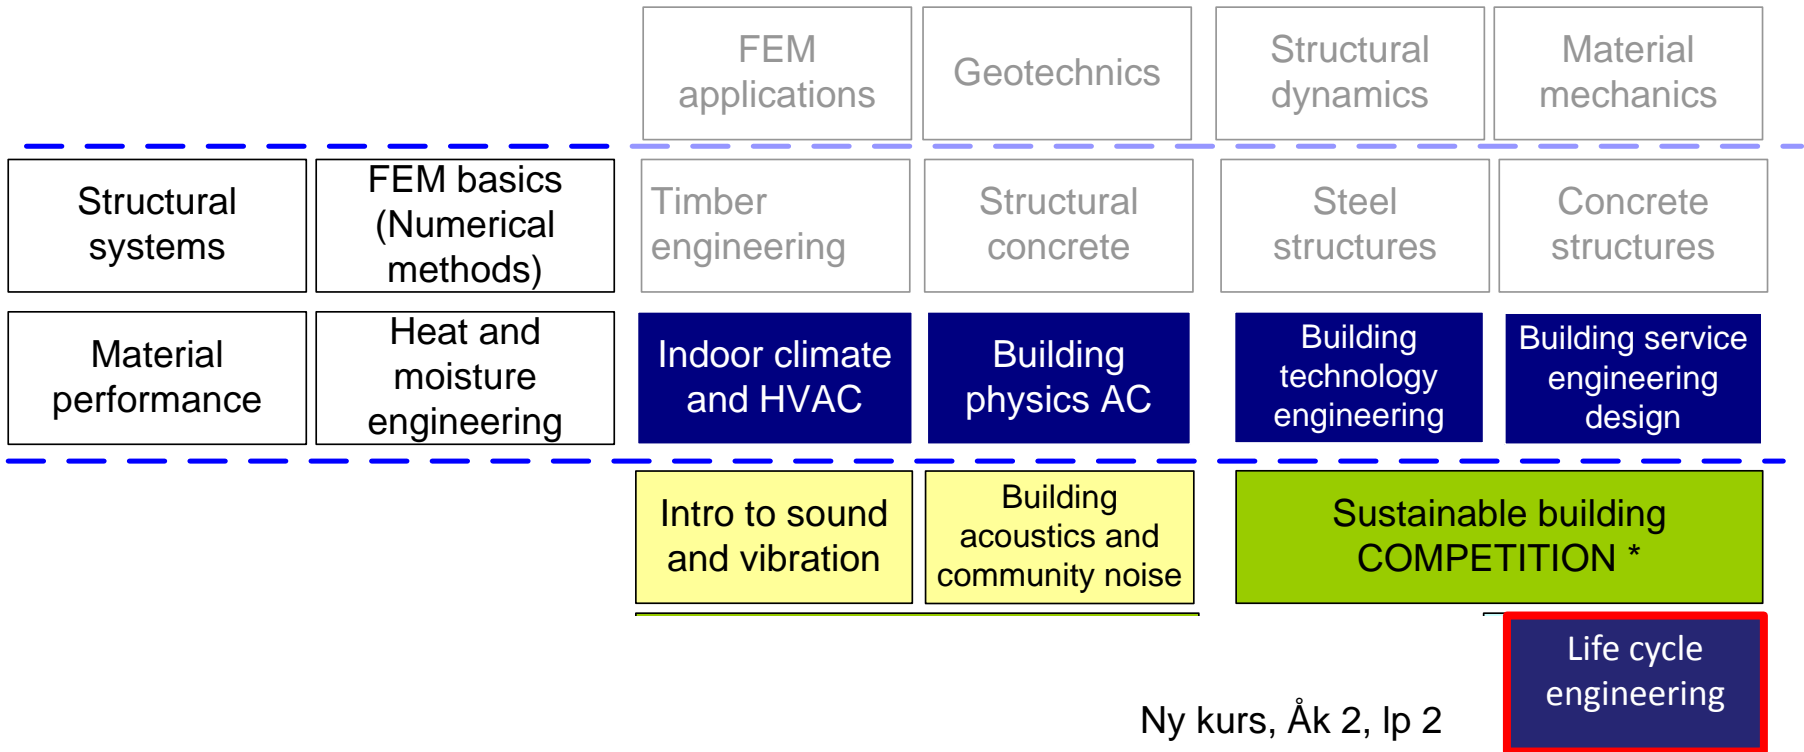 FEM
applications
Geotechnics
Structural
dynamics
Material
mechanics
Structural
systems
FEM basics
(Numerical
methods)
Timber
engineering
Structural
concrete
Steel
structures
Concrete
structures
Material
performance
Heat and
moisture
engineering
Indoor climate
and HVAC
Building
physics AC
Building
technology
engineering
Building service
engineering
design
Intro to sound
and vibration
Building
acoustics and
community noise
Sustainable building
COMPETITION *
Life cycle
engineering
Ny kurs, Åk 2, lp 2